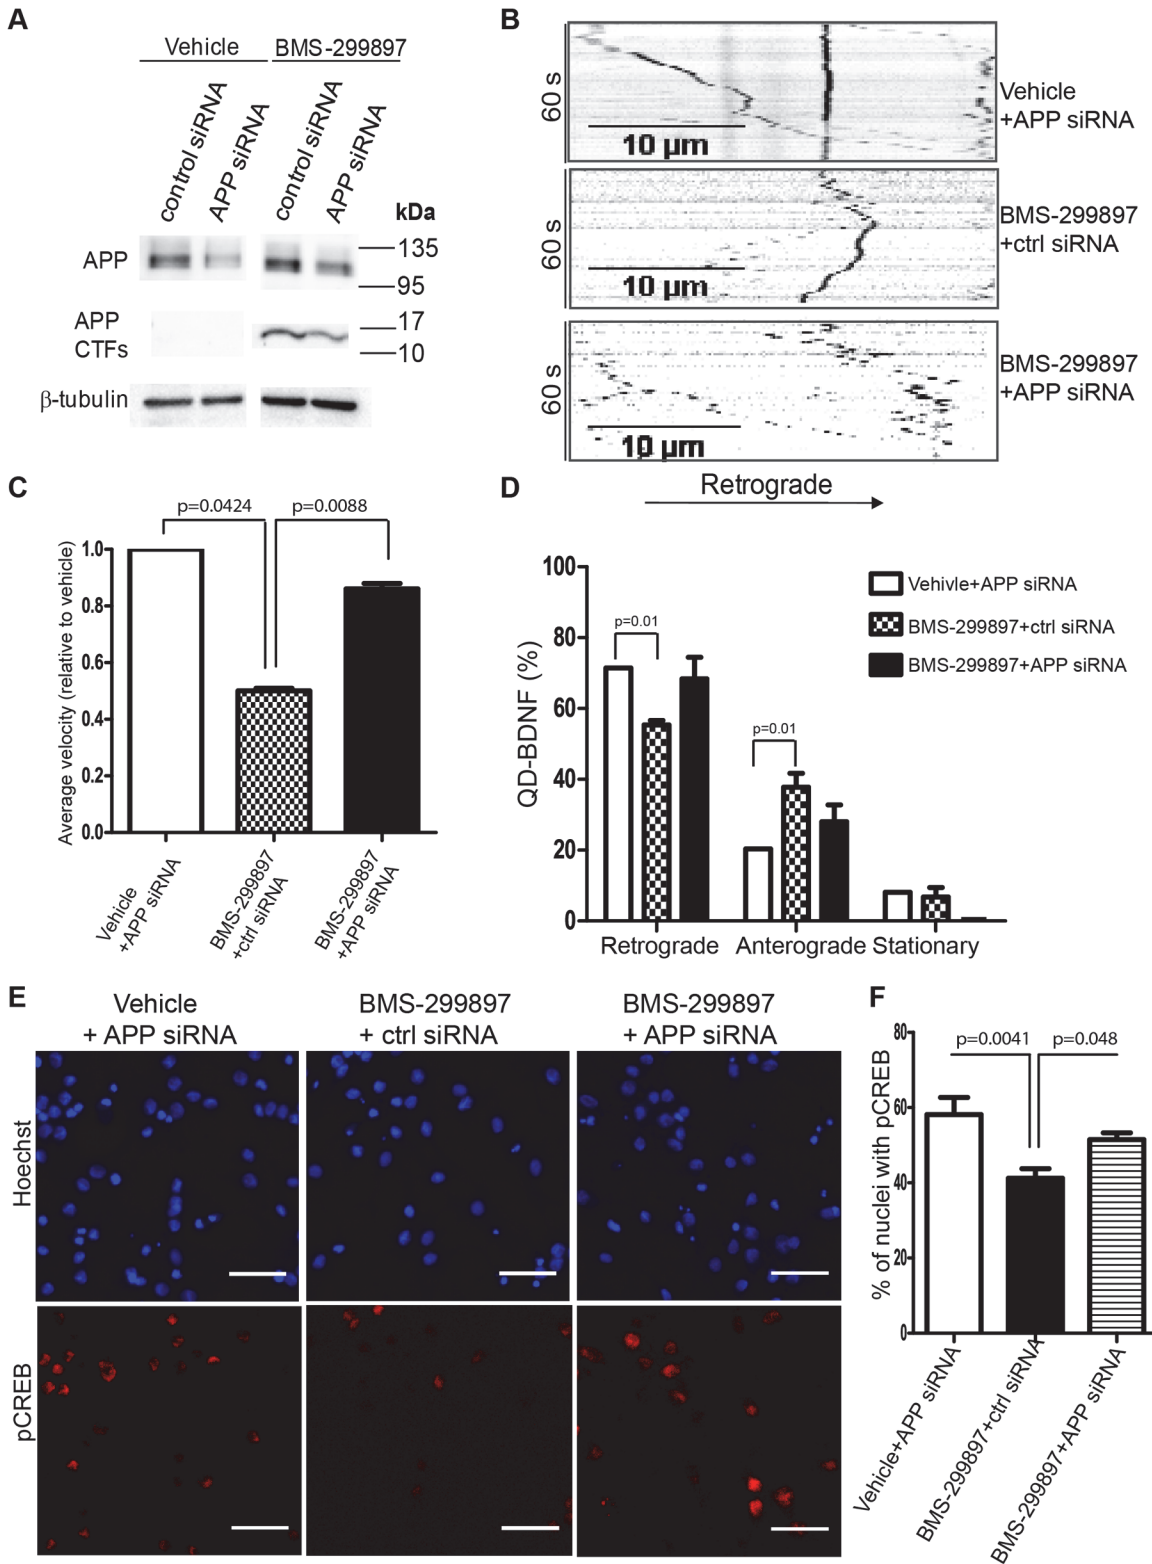 A
Vehicle
BMS-299897
control siRNA
APP siRNA
control siRNA
APP siRNA
kDa
APP
135
95
APP
CTFs
17
10
β-tubulin
B
60 s
10 µm
Vehicle
+APP siRNA
60 s
10 µm
BMS-299897
+ctrl siRNA
60 s
10 µm
BMS-299897
+APP siRNA
Retrograde
C
p=0.0424
p=0.0088
Average velocity (relative to vehicle)
1.0
0.8
0.6
0.4
0.2
0.0
Vehicle
+APP siRNA
BMS-299897
+ctrl siRNA
BMS-299897
+APP siRNA
D
QD-BDNF (%)
100
80
60
40
20
0
p=0.01
p=0.01
Vehivle+APP siRNA
BMS-299897+ctrl siRNA
BMS-299897+APP siRNA
Retrograde
Anterograde
Stationary
E
Vehicle
+ APP siRNA
BMS-299897
+ ctrl siRNA
BMS-299897
+ APP siRNA
Hoechst
pCREB
F
% of nuclei with pCREB
80
60
40
20
0
p=0.0041
p=0.048
Vehicle+APP siRNA
BMS-299897+ctrl siRNA
BMS-299897+APP siRNA